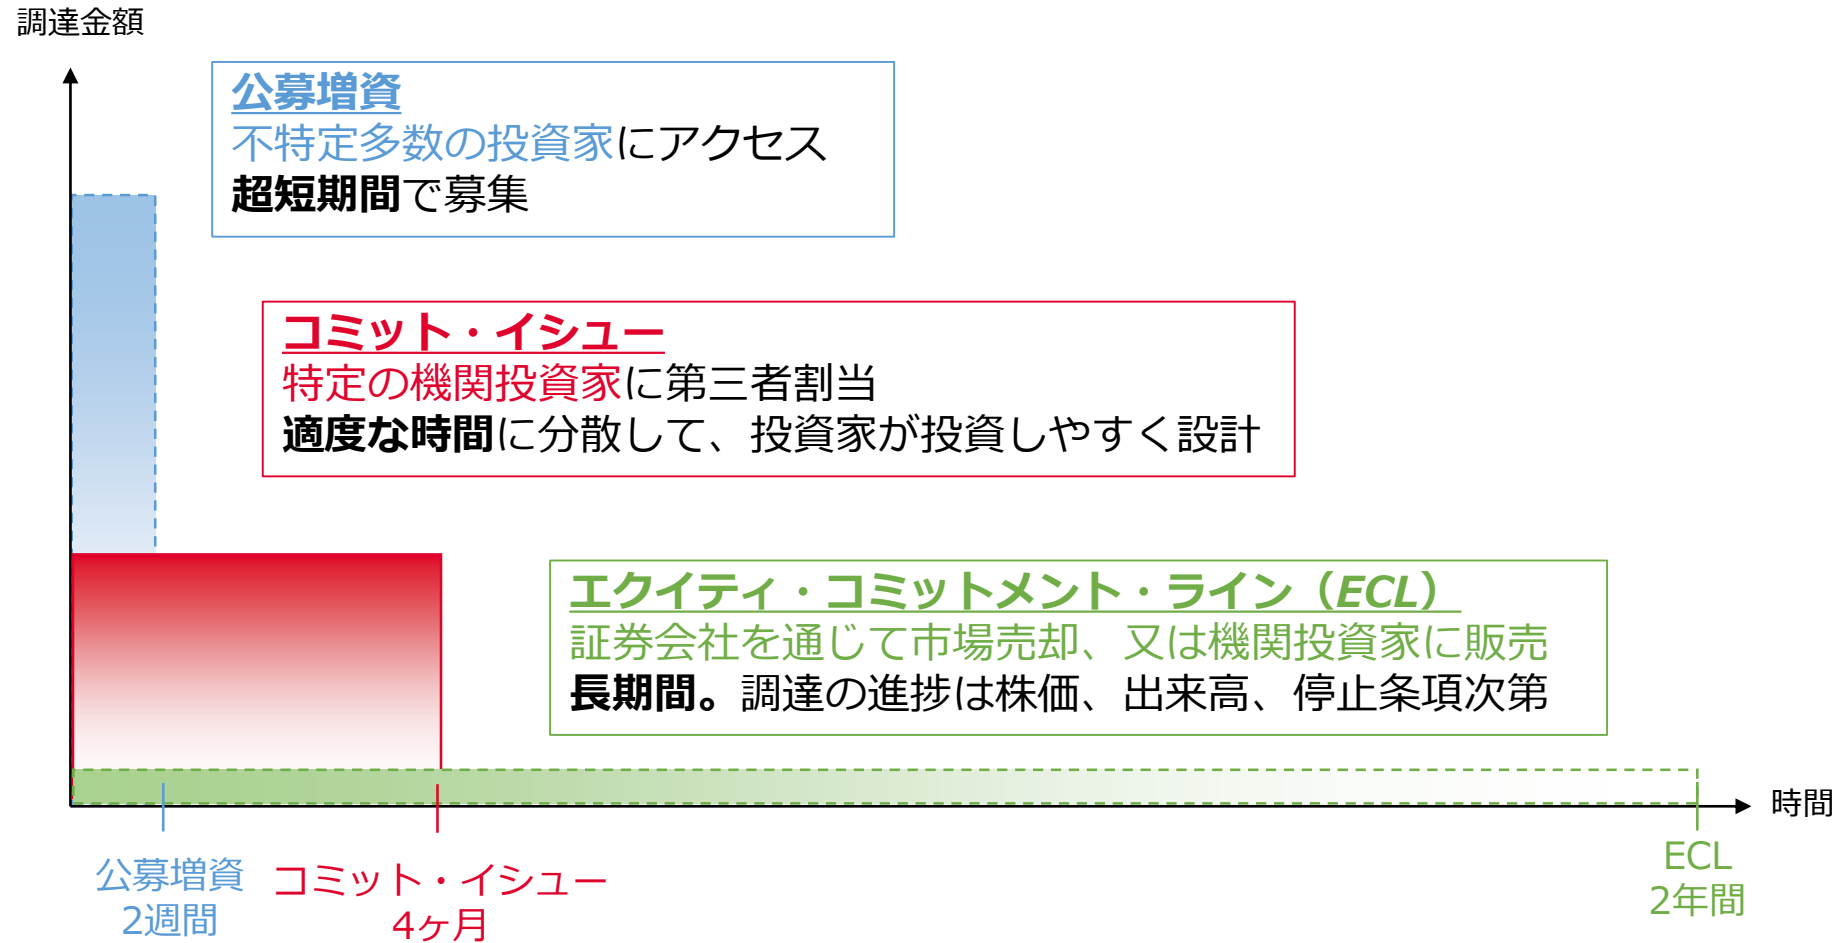 調達金額
公募増資
不特定多数の投資家にアクセス
超短期間で募集
コミット・イシュー
特定の機関投資家に第三者割当
適度な時間に分散して、投資家が投資しやすく設計
エクイティ・コミットメント・ライン（ECL）
証券会社を通じて市場売却、又は機関投資家に販売
長期間。調達の進捗は株価、出来高、停止条項次第
時間
公募増資
2週間
コミット・イシュー
4ヶ月
ECL
2年間